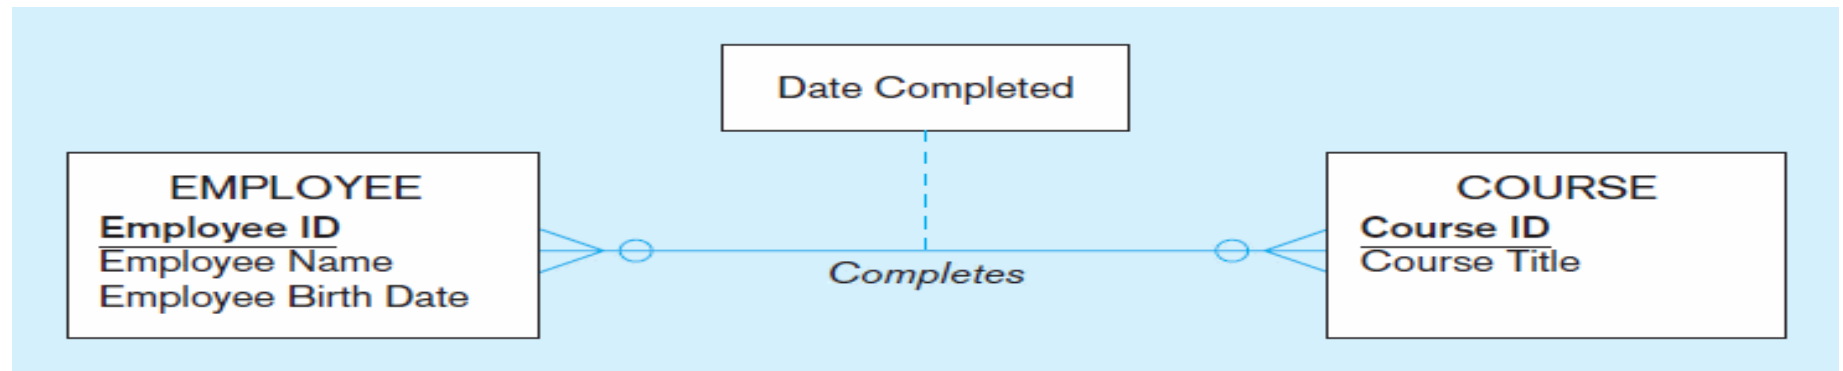 Date Completed
EMPLOYEE
Employee ID
Employee Name
Employee Birth Date
Completes
COURSE
Course ID
Course Title